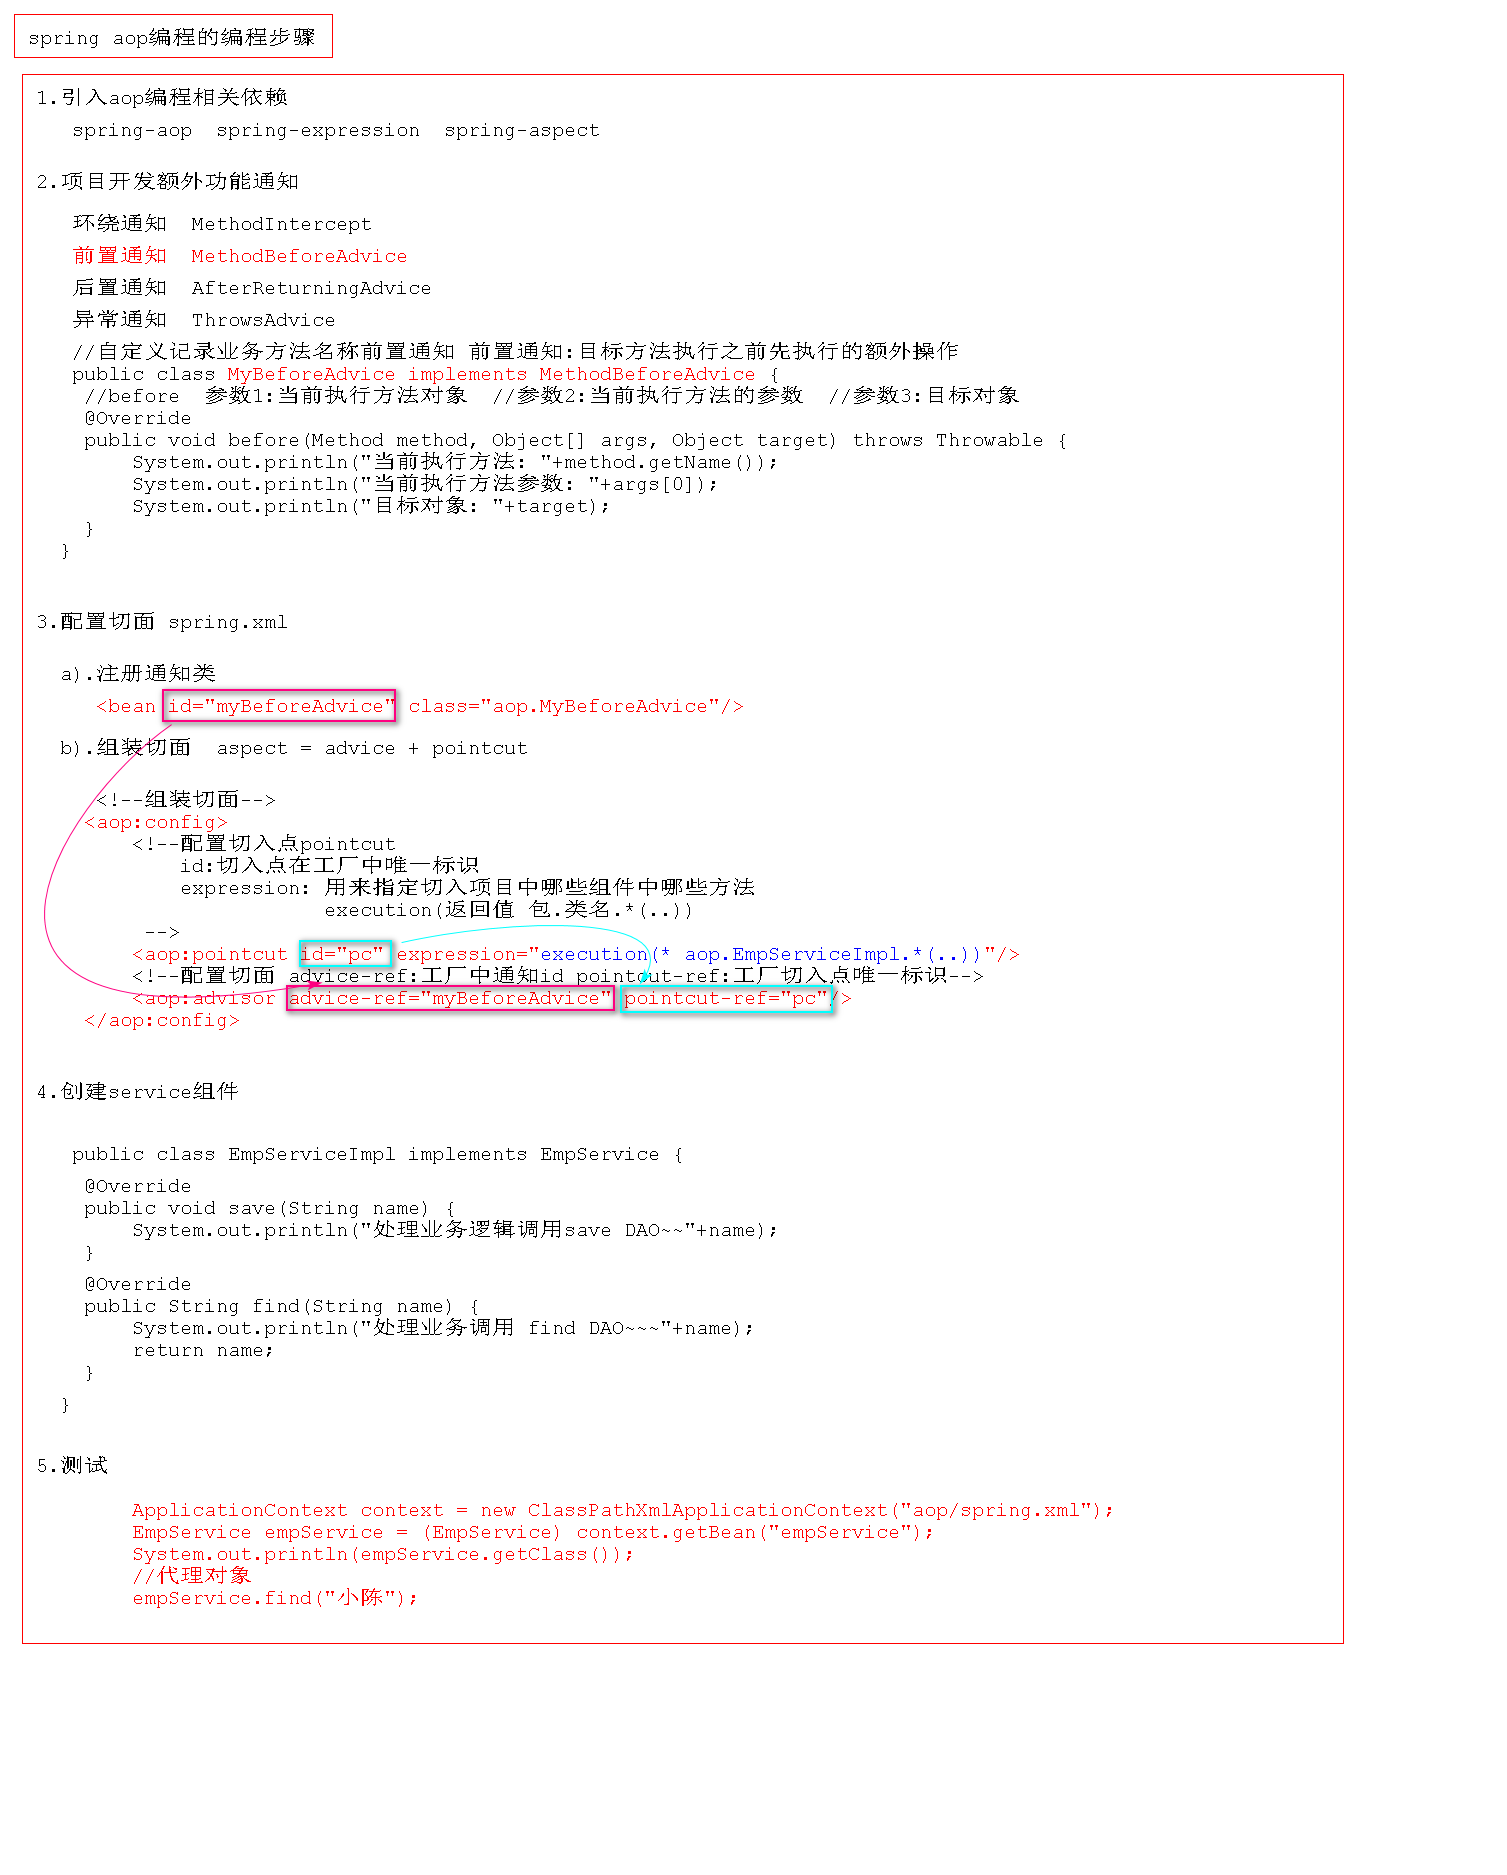 spring aop编程的编程步骤
1.引入aop编程相关依赖
spring-aop  spring-expression  spring-aspect
2.项目开发额外功能通知
环绕通知  MethodIntercept
前置通知  MethodBeforeAdvice
后置通知  AfterReturningAdvice
异常通知  ThrowsAdvice
//自定义记录业务方法名称前置通知 前置通知:目标方法执行之前先执行的额外操作
public class MyBeforeAdvice implements MethodBeforeAdvice {
//before  参数1:当前执行方法对象  //参数2:当前执行方法的参数  //参数3:目标对象
@Override
public void before(Method method, Object[] args, Object target) throws Throwable {
System.out.println("当前执行方法: "+method.getName());
System.out.println("当前执行方法参数: "+args[0]);
System.out.println("目标对象: "+target);
}
}
3.配置切面 spring.xml
a).注册通知类
<bean id="myBeforeAdvice" class="aop.MyBeforeAdvice"/>
b).组装切面  aspect = advice + pointcut
<!--组装切面-->
<aop:config>
<!--配置切入点pointcut
id:切入点在工厂中唯一标识
expression: 用来指定切入项目中哪些组件中哪些方法
execution(返回值 包.类名.*(..))
-->
<aop:pointcut id="pc" expression="execution(* aop.EmpServiceImpl.*(..))"/>
<!--配置切面 advice-ref:工厂中通知id pointcut-ref:工厂切入点唯一标识-->
<aop:advisor advice-ref="myBeforeAdvice" pointcut-ref="pc"/>
</aop:config>
4.创建service组件
public class EmpServiceImpl implements EmpService {
@Override
public void save(String name) {
System.out.println("处理业务逻辑调用save DAO~~"+name);
}
@Override
public String find(String name) {
System.out.println("处理业务调用 find DAO~~~"+name);
return name;
}
}
5.测试
ApplicationContext context = new ClassPathXmlApplicationContext("aop/spring.xml");
EmpService empService = (EmpService) context.getBean("empService");
System.out.println(empService.getClass());
//代理对象
empService.find("小陈");